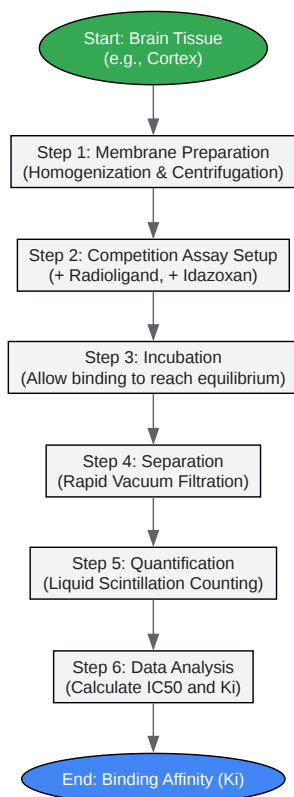 Start: Brain Tissue
(e.g., Cortex)
Step 1: Membrane Preparation
(Homogenization & Centrifugation)
Step 2: Competition Assay Setup
(+ Radioligand, + Idazoxan)
Step 3: Incubation
(Allow binding to reach equilibrium)
Step 4: Separation
(Rapid Vacuum Filtration)
Step 5: Quantification
(Liquid Scintillation Counting)
Step 6: Data Analysis
(Calculate IC50 and Ki)
End: Binding Affinity (Ki)